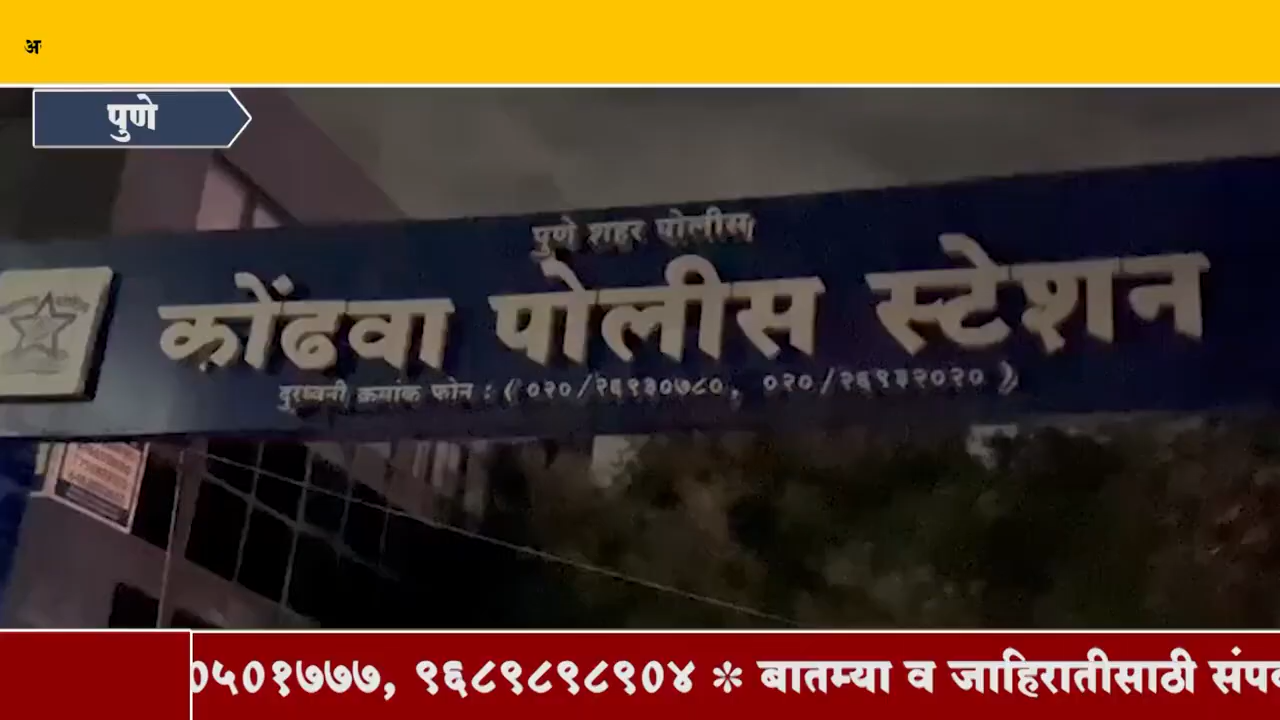 पुणे
पुणे शहर पोलीस
कोंढवा पोलीस स्टेशन
दुरध्वनी क्रमांक फोन : ( ०२०/२६९३०७८०, ०२०/२६९३२०२० )
०५०१७७७, ९६८९८९८९०४ * बातम्या व जाहिरातीसाठी